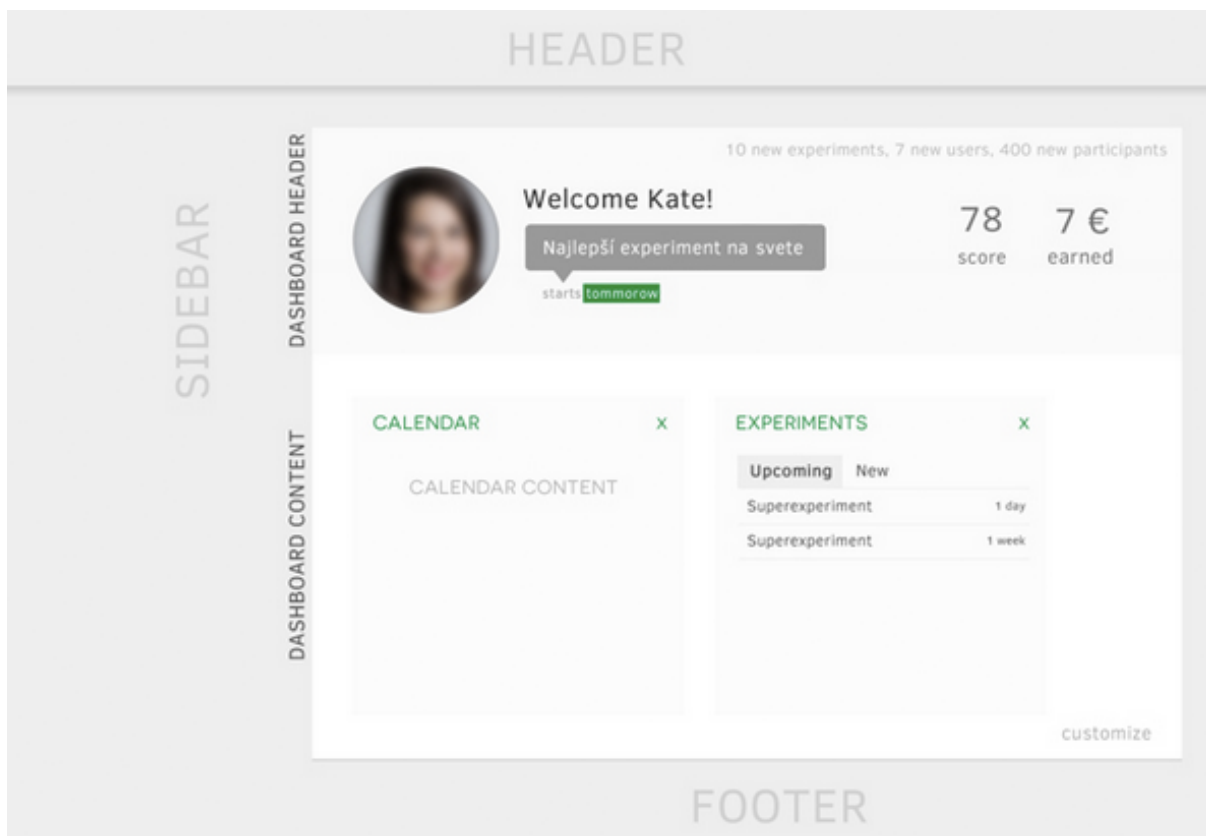 HEADER
SIDEBAR
DASHBOARD HEADER
10 new experiments, 7 new users, 400 new participants
Welcome Kate!
Najlepší experiment na svete
starts tommorow
78
score
7 €
earned
DASHBOARD CONTENT
CALENDAR x
CALENDAR CONTENT
EXPERIMENTS x
Upcoming New
Superexperiment 1 day
Superexperiment 1 week
customize
FOOTER